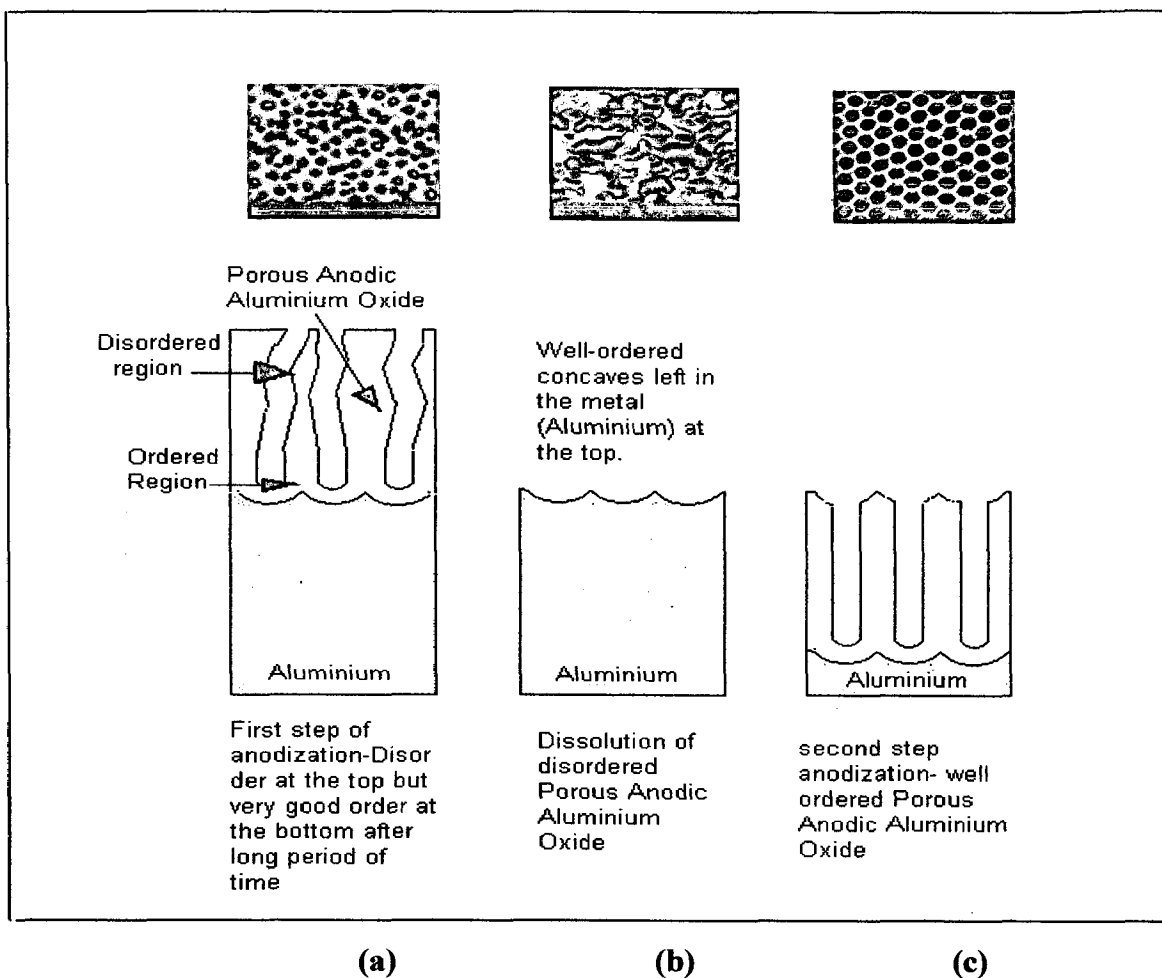 Porous Anodic
Aluminium Oxide
Disordered
region
Ordered
Region
Aluminium
First step of
anodization-Disor
der at the top but
very good order at
the bottom after
long period of
time
Well-ordered
concaves left in
the metal
(Aluminium) at
the top.
Aluminium
Dissolution of
disordered
Porous Anodic
Aluminium
Oxide
Aluminium
second step
anodization- well
ordered Porous
Anodic Aluminium
Oxide
(a)
(b)
(c)